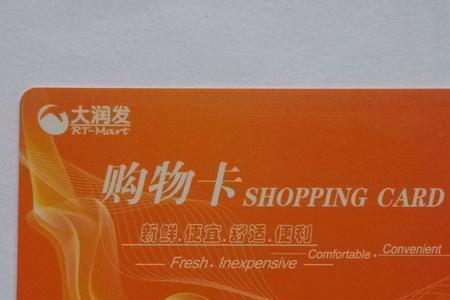 大润发
RT-Mart
购物卡 SHOPPING CARD
新鲜.便宜.舒适.便利
Fresh. Inexpensive Comfortable. Convenient